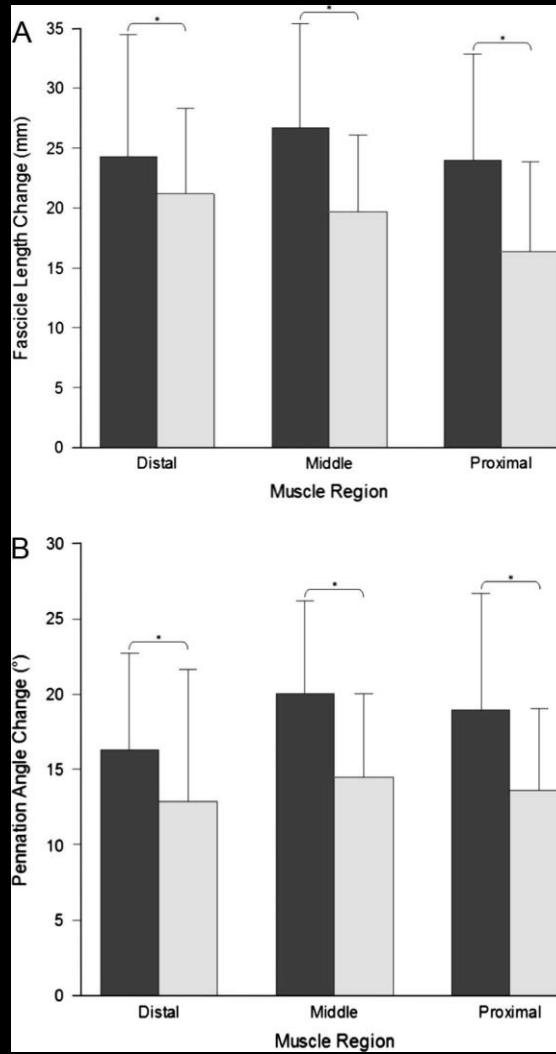 A
Fascicle Length Change (mm)
35
30
25
20
15
10
5
0
*
*
*
Distal Middle Proximal
Muscle Region
B
Pennation Angle Change (°)
30
25
20
15
10
5
0
*
*
*
Distal Middle Proximal
Muscle Region